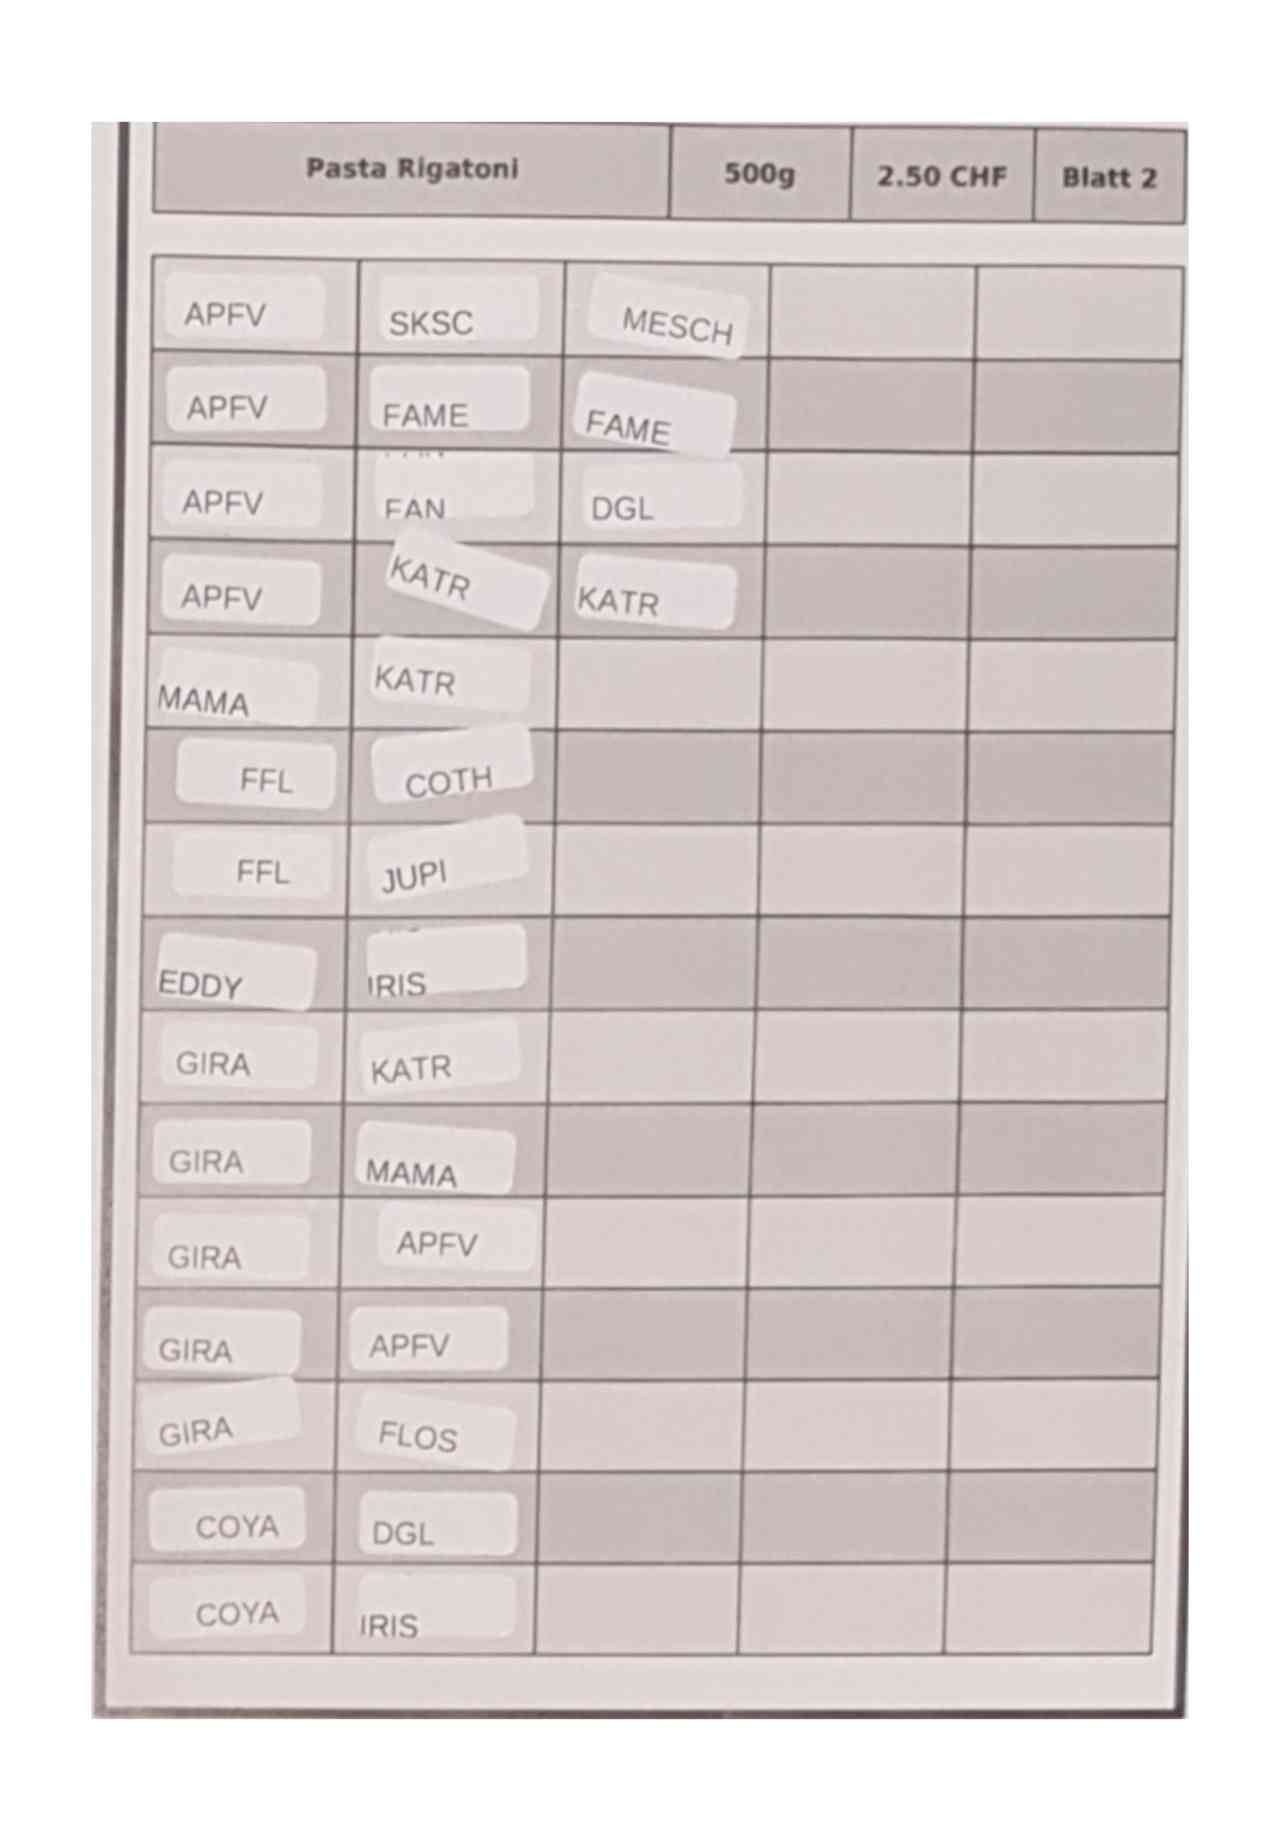 Pasta Rigatoni 500g 2.50 CHF Blatt 2
APFV SKSC MESCH
APFV FAME FAME
APFV FAN DGL
APFV KATR KATR
MAMA KATR
FFL COTH
FFL JUPI
EDDY IRIS
GIRA KATR
GIRA MAMA
GIRA APFV
GIRA APFV
GIRA FLOS
COYA DGL
COYA IRIS